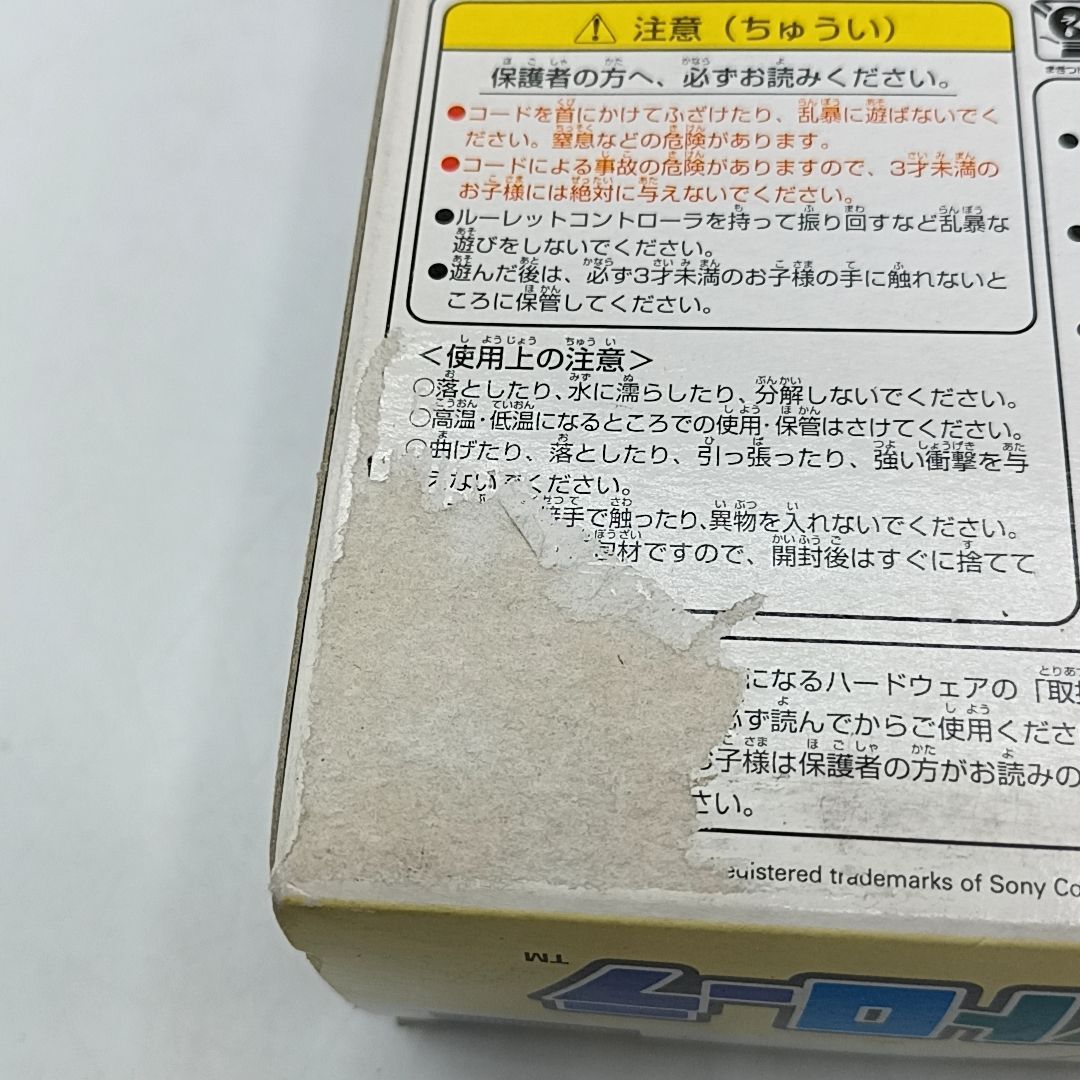 注意（ちゅうい）
保護者の方へ、必ずお読みください。
●コードを首にかけてふざけたり、乱暴に遊ばないでく
ださい。窒息などの危険があります。
●コードによる事故の危険がありますので、3才未満の
お子様には絶対に与えないでください。
●ルーレットコントローラを持って振り回すなど乱暴な
遊びをしないでください。
●遊んだ後は、必ず3才未満のお子様の手に触れないと
ころに保管してください。
＜使用上の注意＞
○落としたり、水に濡らしたり、分解しないでください。
○高温・低温になるところでの使用・保管はさけてください。
○曲げたり、落としたり、引っ張ったり、強い衝撃を与
えないでください。
手で触ったり、異物を入れないでください。
材ですので、開封後はすぐに捨てて
になるハードウェアの「取
ず読んでからご使用くださ
子様は保護者の方がお読みの
さい。
registered trademarks of Sony Co
TM